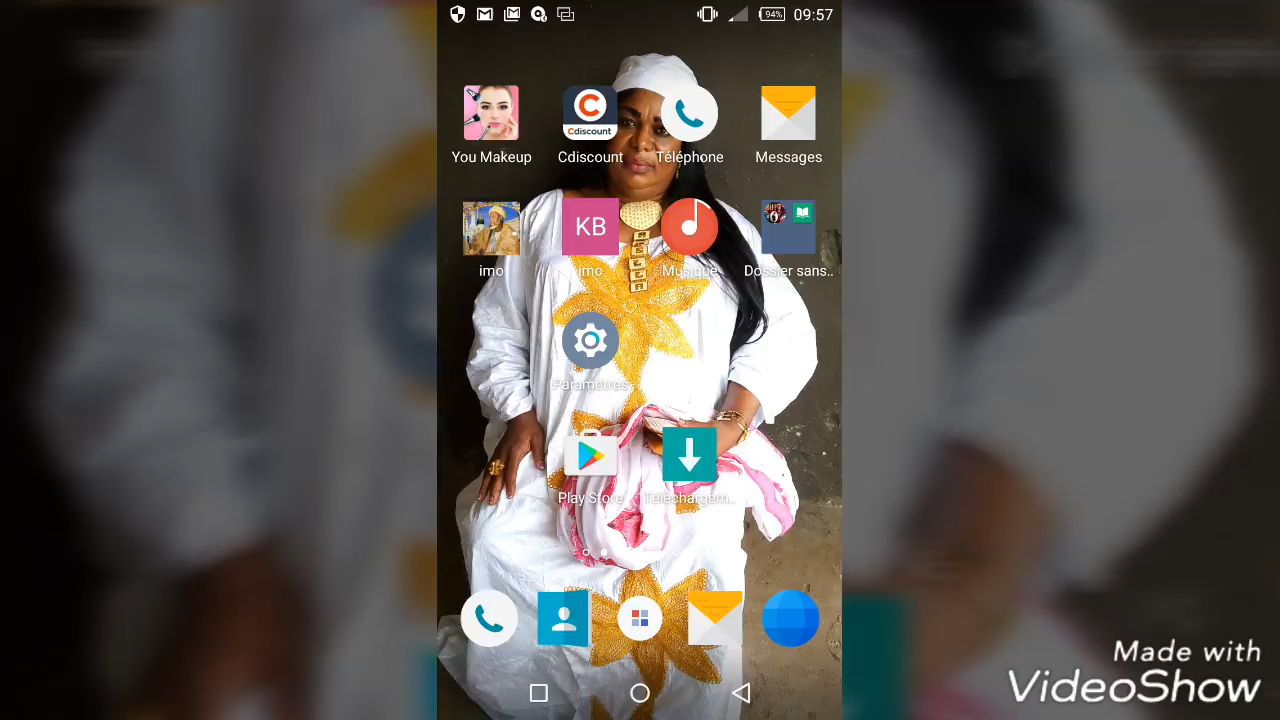 94% 09:57
You Makeup
C
Cdiscount
Cdiscount
Téléphone
Messages
imo
KB
imo
Musique
Dossier sans..
Paramètres
Play Store
Téléchargem..
Made with
VideoShow